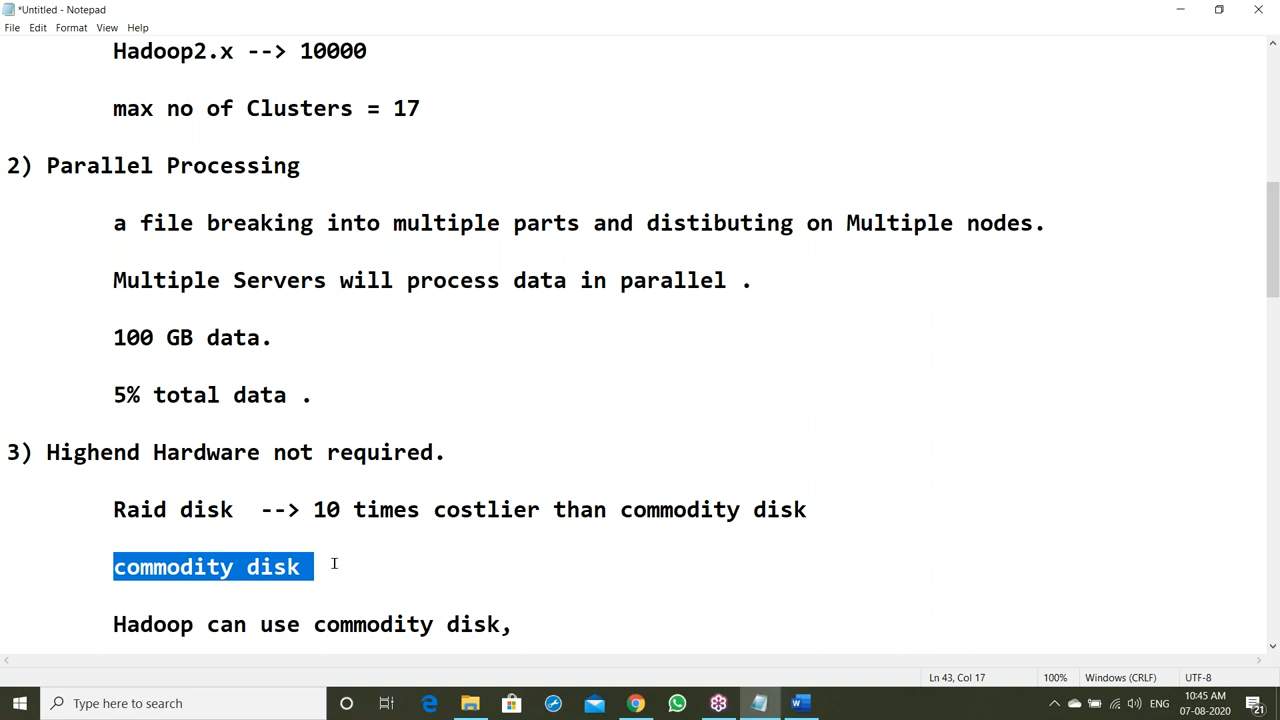 *Untitled - Notepad
File Edit Format View Help
Hadoop2.x --> 10000
max no of Clusters = 17
2) Parallel Processing
a file breaking into multiple parts and distibuting on Multiple nodes.
Multiple Servers will process data in parallel .
100 GB data.
5% total data .
3) Highend Hardware not required.
Raid disk --> 10 times costlier than commodity disk
commodity disk
Hadoop can use commodity disk,
Ln 43, Col 17 100% Windows (CRLF) UTF-8
Type here to search
ENG
10:45 AM
07-08-2020
21